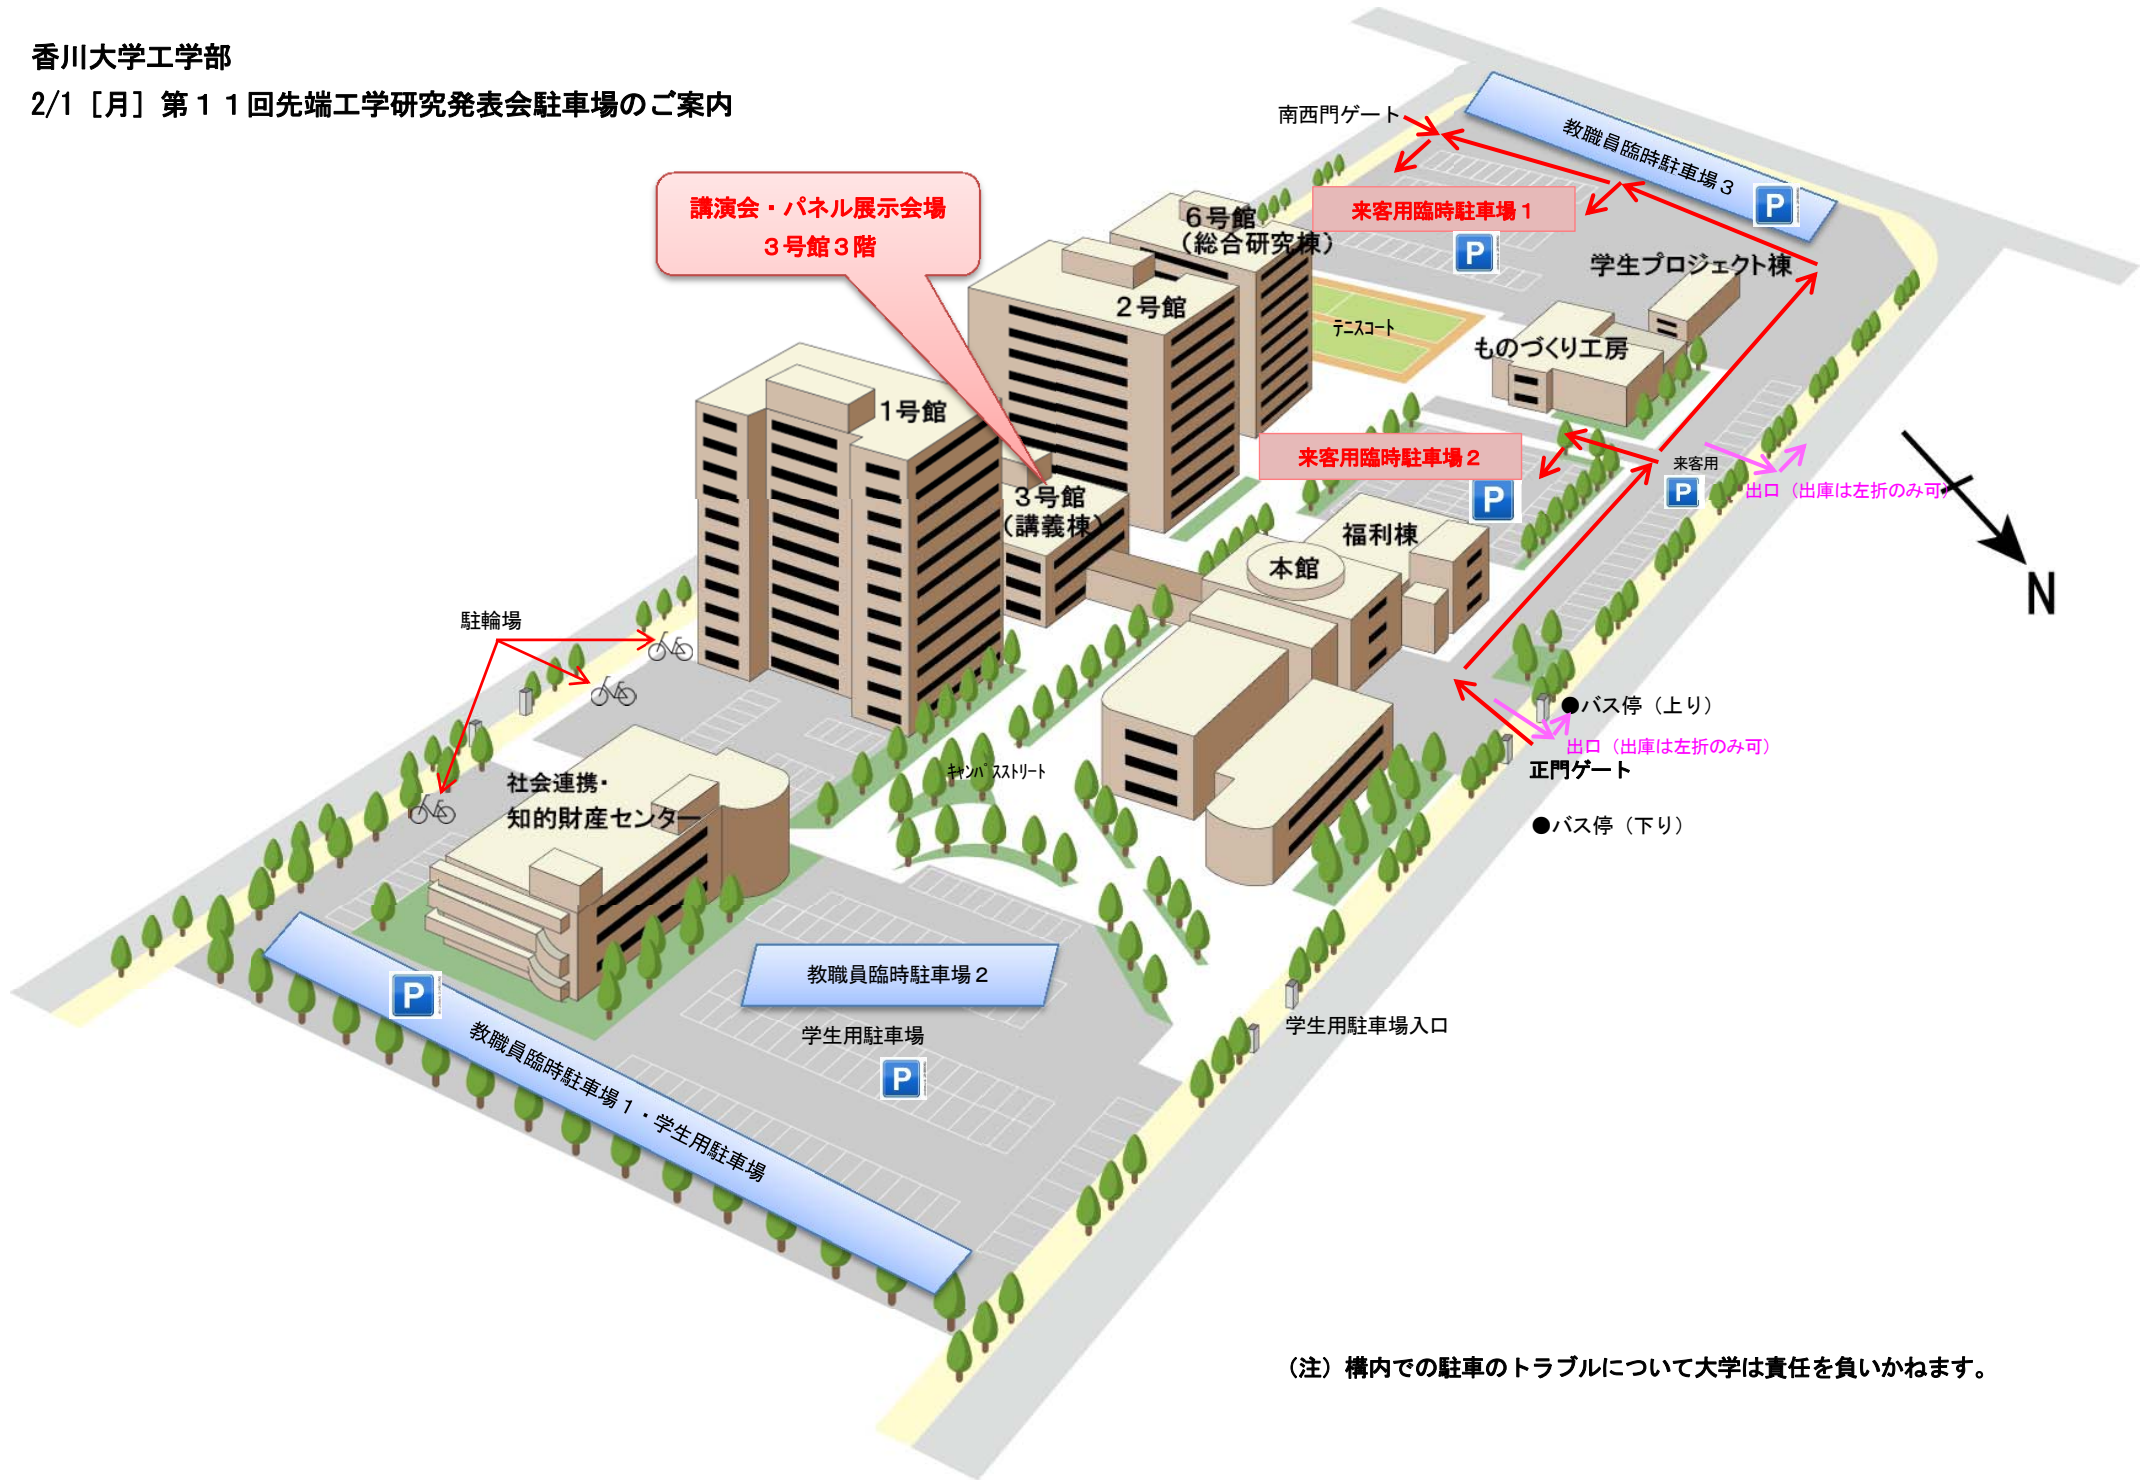 香川大学工学部
2/1［月］第１１回先端工学研究発表会駐車場のご案内
南西門ゲート
教職員臨時駐車場３
P
講演会・パネル展示会場
３号館３階
来客用臨時駐車場１
P
６号館
（総合研究棟）
学生プロジェクト棟
２号館
テニスコート
ものづくり工房
１号館
来客用臨時駐車場２
P
来客用
P
出口（出庫は左折のみ可）
３号館
（講義棟）
福利棟
本館
N
駐輪場
●バス停（上り）
出口（出庫は左折のみ可）
正門ゲート
キャンパスストリート
社会連携・
知的財産センター
●バス停（下り）
教職員臨時駐車場２
P
学生用駐車場
学生用駐車場入口
P
教職員臨時駐車場１・学生用駐車場
（注）構内での駐車のトラブルについて大学は責任を負いかねます。